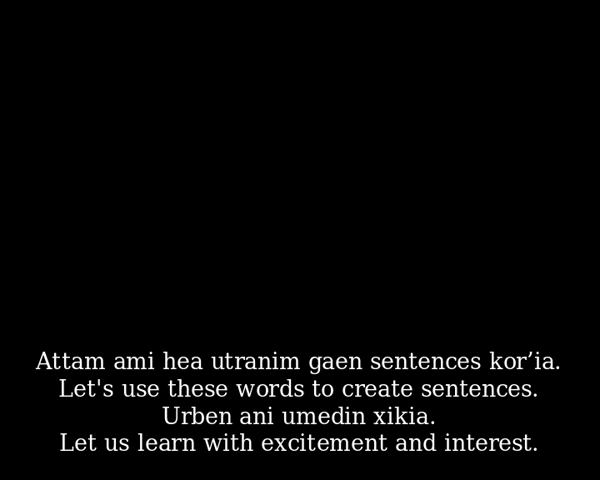 Attam ami hea utranim gaen sentences kor’ia.
Let's use these words to create sentences.
Urben ani umedin xikia.
Let us learn with excitement and interest.